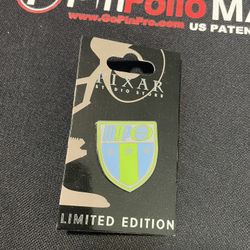 PinFolio MA
www.GoPinPro.com
US PATEN
PIXAR
STUDIO STORE
LIMITED EDITION